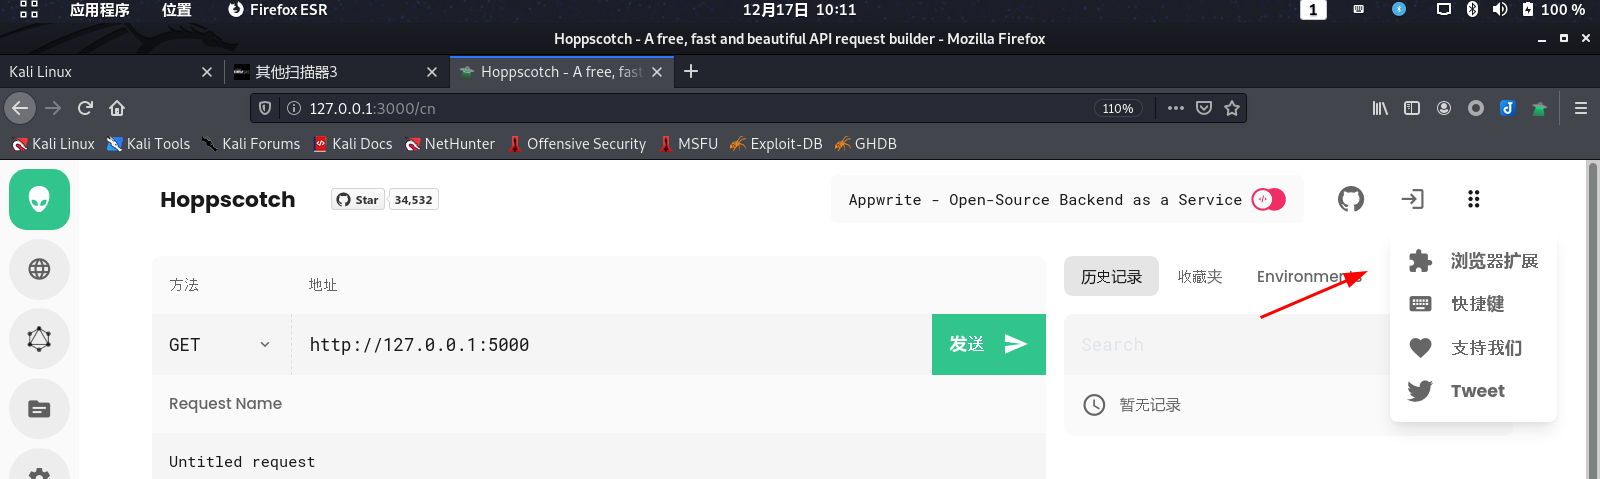 应用程序 位置 Firefox ESR 12月17日 10:11 1 100 %
Hoppscotch - A free, fast and beautiful API request builder - Mozilla Firefox
Kali Linux 其他扫描器3 Hoppscotch - A free, fast
127.0.0.1:3000/cn 110%
Kali Linux Kali Tools Kali Forums Kali Docs NetHunter Offensive Security MSFU Exploit-DB GHDB
Hoppscotch Star 34,532 Appwrite - Open-Source Backend as a Service
方法 地址 历史记录 收藏夹 Environments 浏览器扩展
快捷键
GET http://127.0.0.1:5000 发送 Search 支持我们
Request Name 暂无记录 Tweet
Untitled request